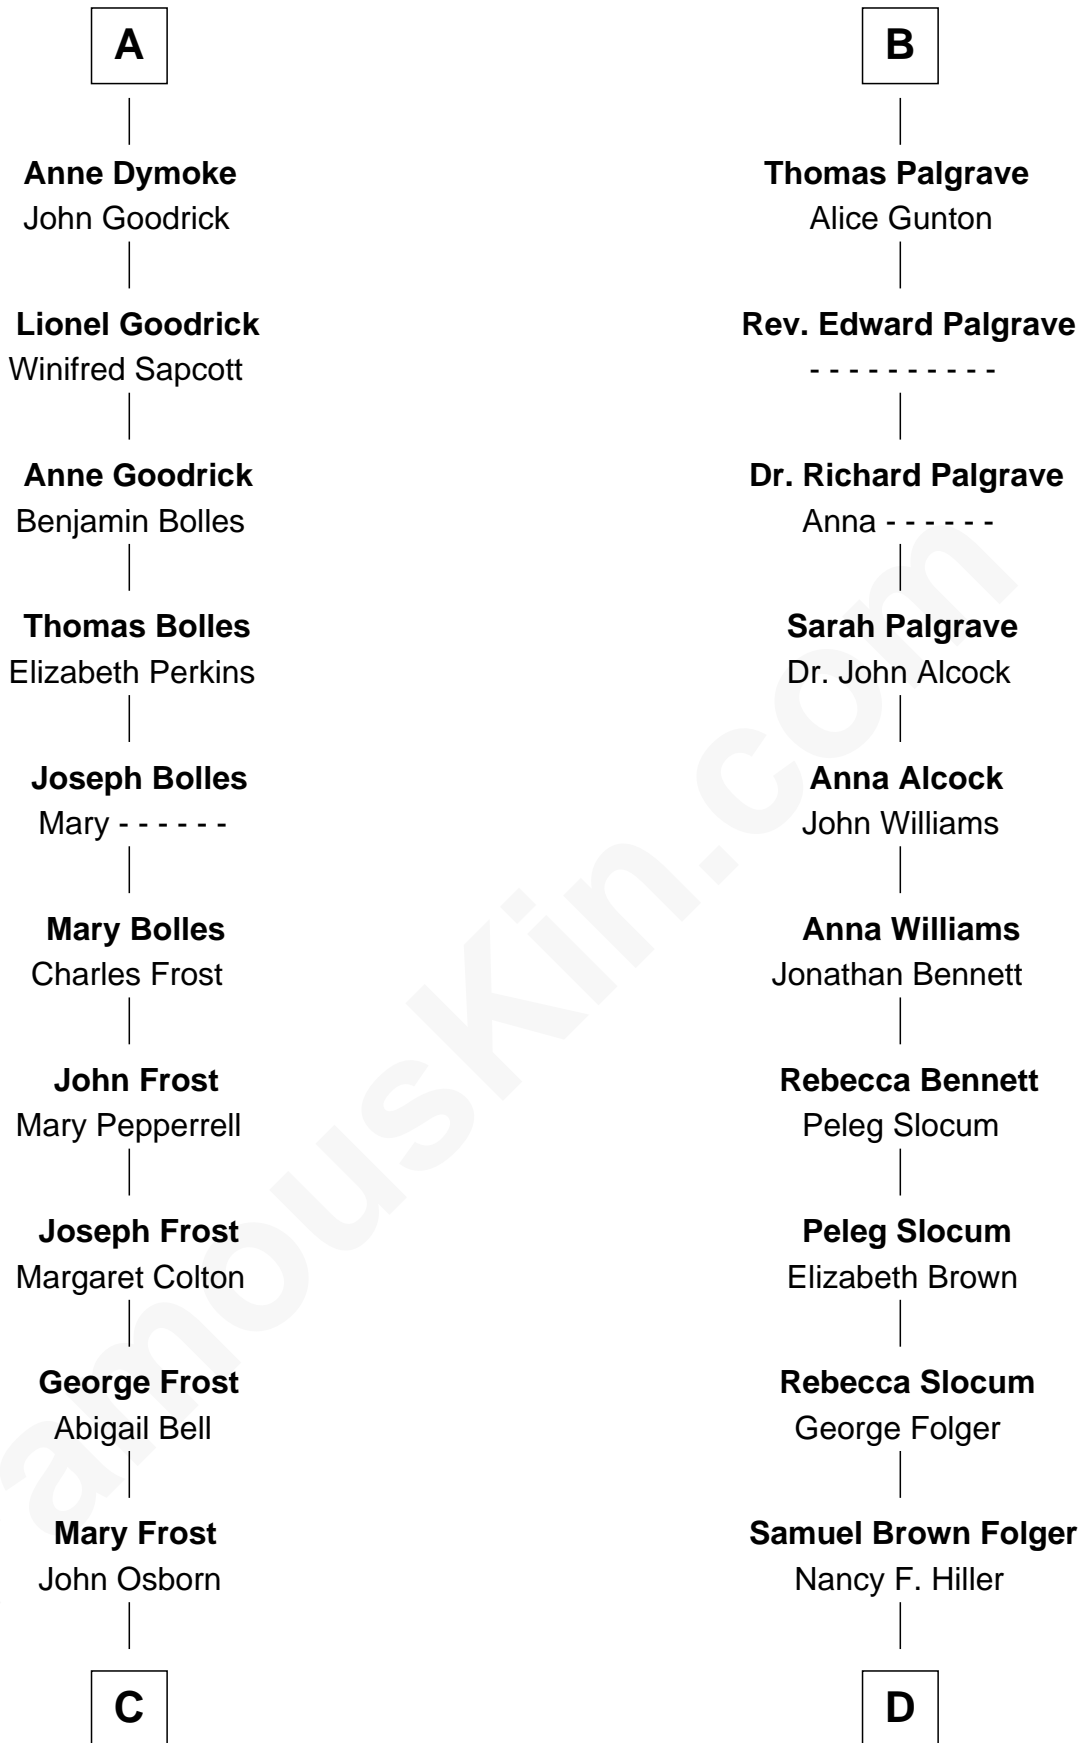 A
Anne Dymoke
John Goodrick
Lionel Goodrick
Winifred Sapcott
Anne Goodrick
Benjamin Bolles
Thomas Bolles
Elizabeth Perkins
Joseph Bolles
Mary - - - - - -
Mary Bolles
Charles Frost
John Frost
Mary Pepperrell
Joseph Frost
Margaret Colton
George Frost
Abigail Bell
Mary Frost
John Osborn
C
B
Thomas Palgrave
Alice Gunton
Rev. Edward Palgrave
- - - - - - - - - -
Dr. Richard Palgrave
Anna - - - - - -
Sarah Palgrave
Dr. John Alcock
Anna Alcock
John Williams
Anna Williams
Jonathan Bennett
Rebecca Bennett
Peleg Slocum
Peleg Slocum
Elizabeth Brown
Rebecca Slocum
George Folger
Samuel Brown Folger
Nancy F. Hiller
D
amousKin.com